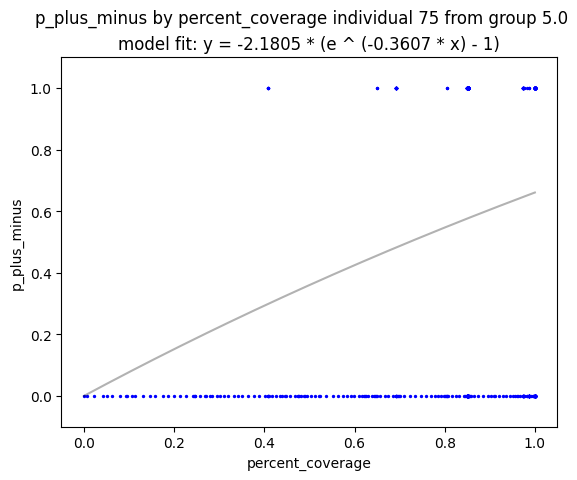 p_plus_minus by percent_coverage individual 75 from group 5.0
model fit: y = -2.1805 * (e ^ (-0.3607 * x) - 1)
1.0
0.8
0.6
0.4
0.2
0.0
p_plus_minus
0.0 0.2 0.4 0.6 0.8 1.0
percent_coverage